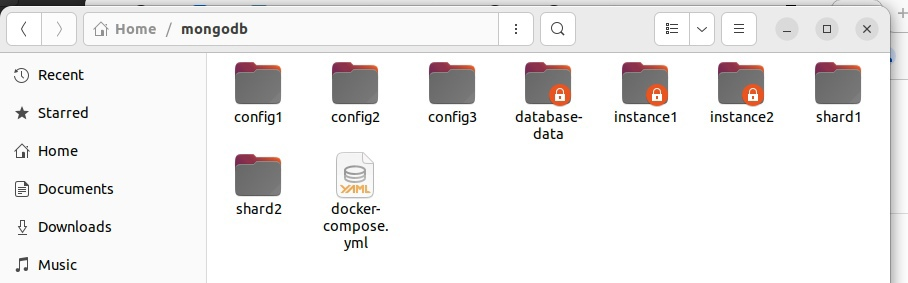 Home / mongodb
Recent
Starred
Home
Documents
Downloads
Music
config1
config2
config3
database-
data
instance1
instance2
shard1
shard2
YAML
docker-
compose.
yml